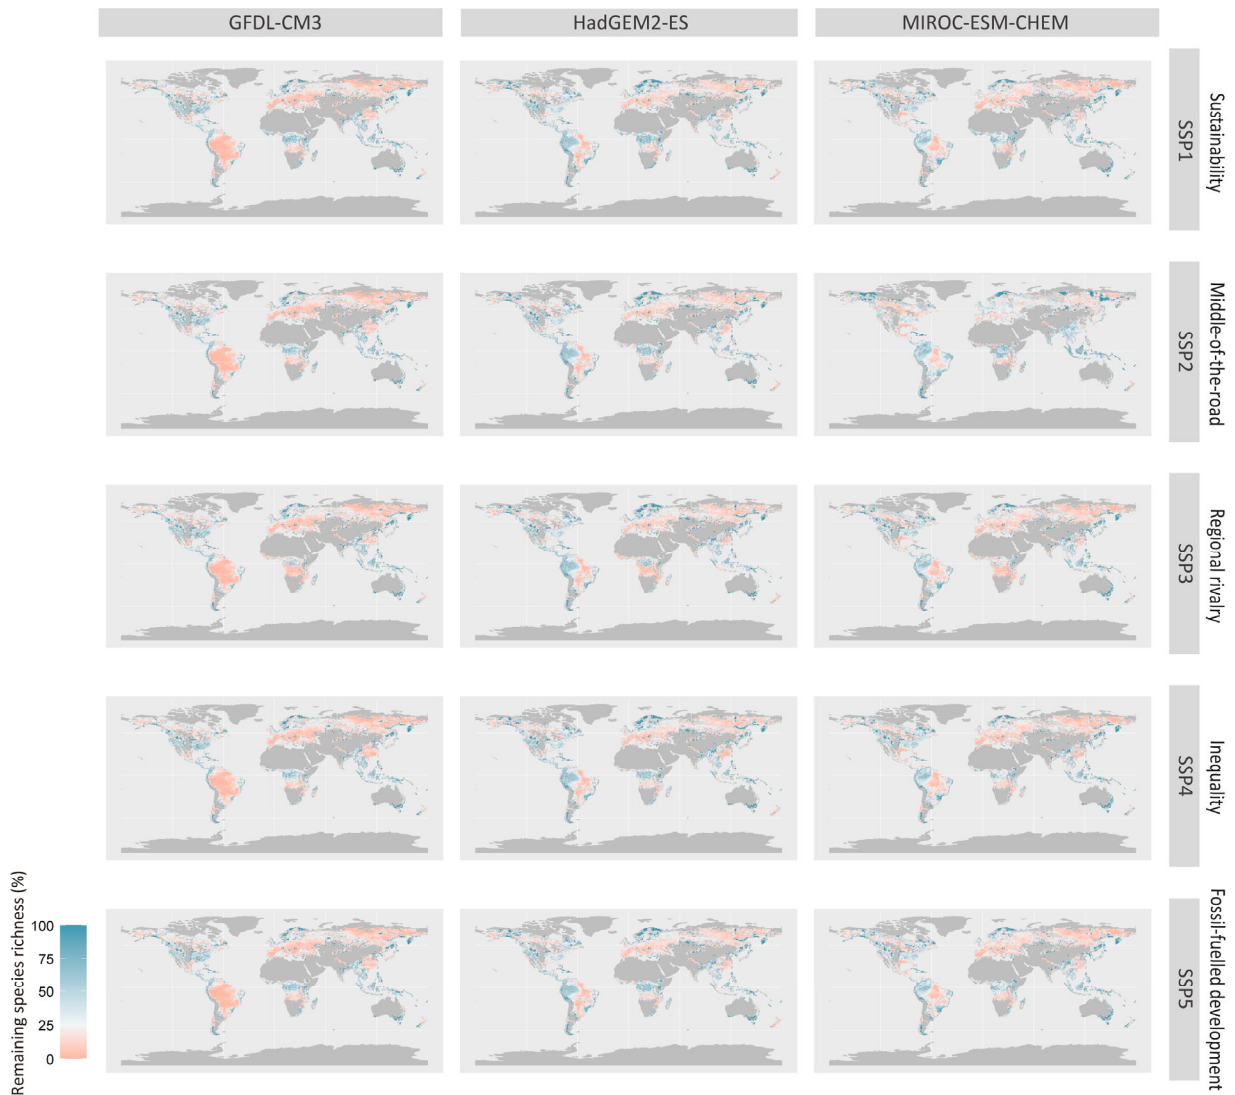 GFDL-CM3
HadGEM2-ES
MIROC-ESM-CHEM
Sustainability
SSP1
Middle-of-the-road
SSP2
Regional rivalry
SSP3
Inequality
SSP4
Fossil-fuelled development
SSP5
Remaining species richness (%)
100
75
50
25
0